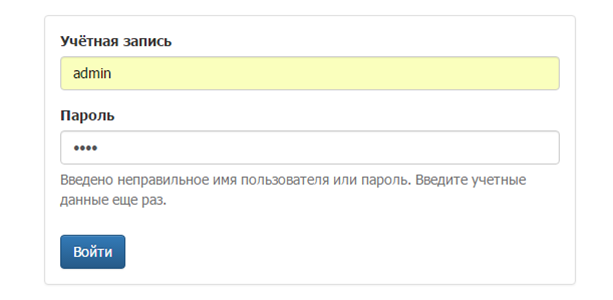 Учётная запись
admin
Пароль
••••
Введено неправильное имя пользователя или пароль. Введите учетные
данные еще раз.
Войти